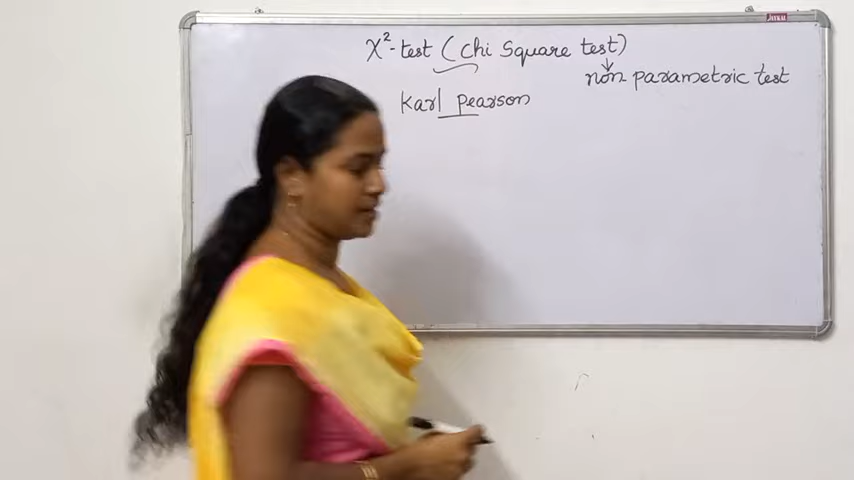 χ²-test (chi square test)
non parametric test
karl pearson